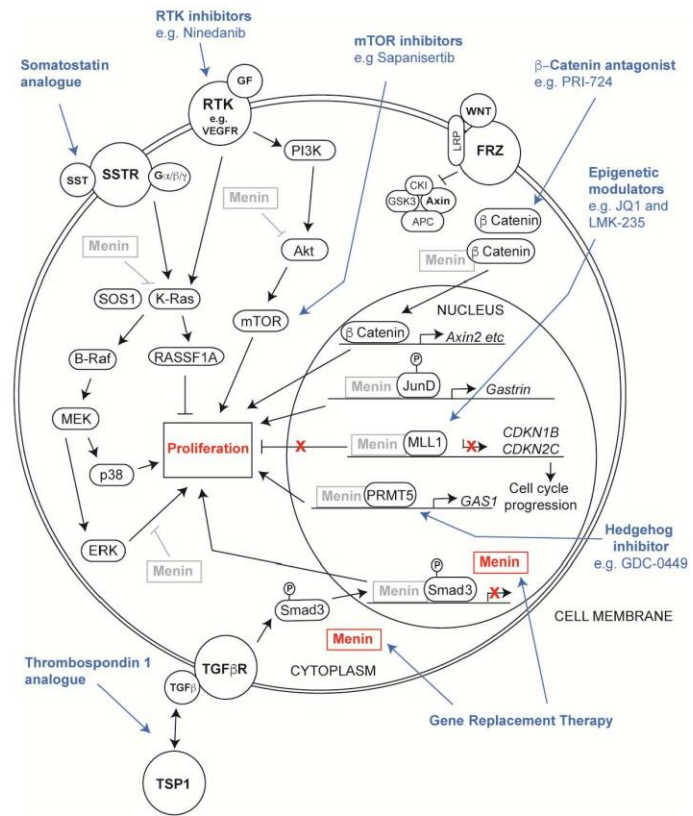 RTK inhibitors
e.g. Ninedanib
mTOR inhibitors
e.g Sapanisertib
β–Catenin antagonist
e.g. PRI-724
Somatostatin
analogue
GF
RTK
e.g.
VEGFR
WNT
LRP
FRZ
PI3K
SST
SSTR
Gα/β/γ
Epigenetic
modulators
e.g. JQ1 and
LMK-235
CKI
GSK3
Axin
APC
Menin
β Catenin
Menin
Akt
Menin
β Catenin
SOS1
K-Ras
mTOR
NUCLEUS
β Catenin
Axin2 etc
B-Raf
RASSF1A
P
Menin
JunD
Gastrin
MEK
Proliferation
X
Menin
MLL1
X
CDKN1B
CDKN2C
p38
Cell cycle
progression
Menin
PRMT5
GAS1
ERK
Menin
Hedgehog
inhibitor
e.g. GDC-0449
P
Smad3
P
Menin
Smad3
X
Menin
CELL MEMBRANE
Menin
CYTOPLASM
Thrombospondin 1
analogue
TGFβR
TGFβ
Gene Replacement Therapy
TSP1